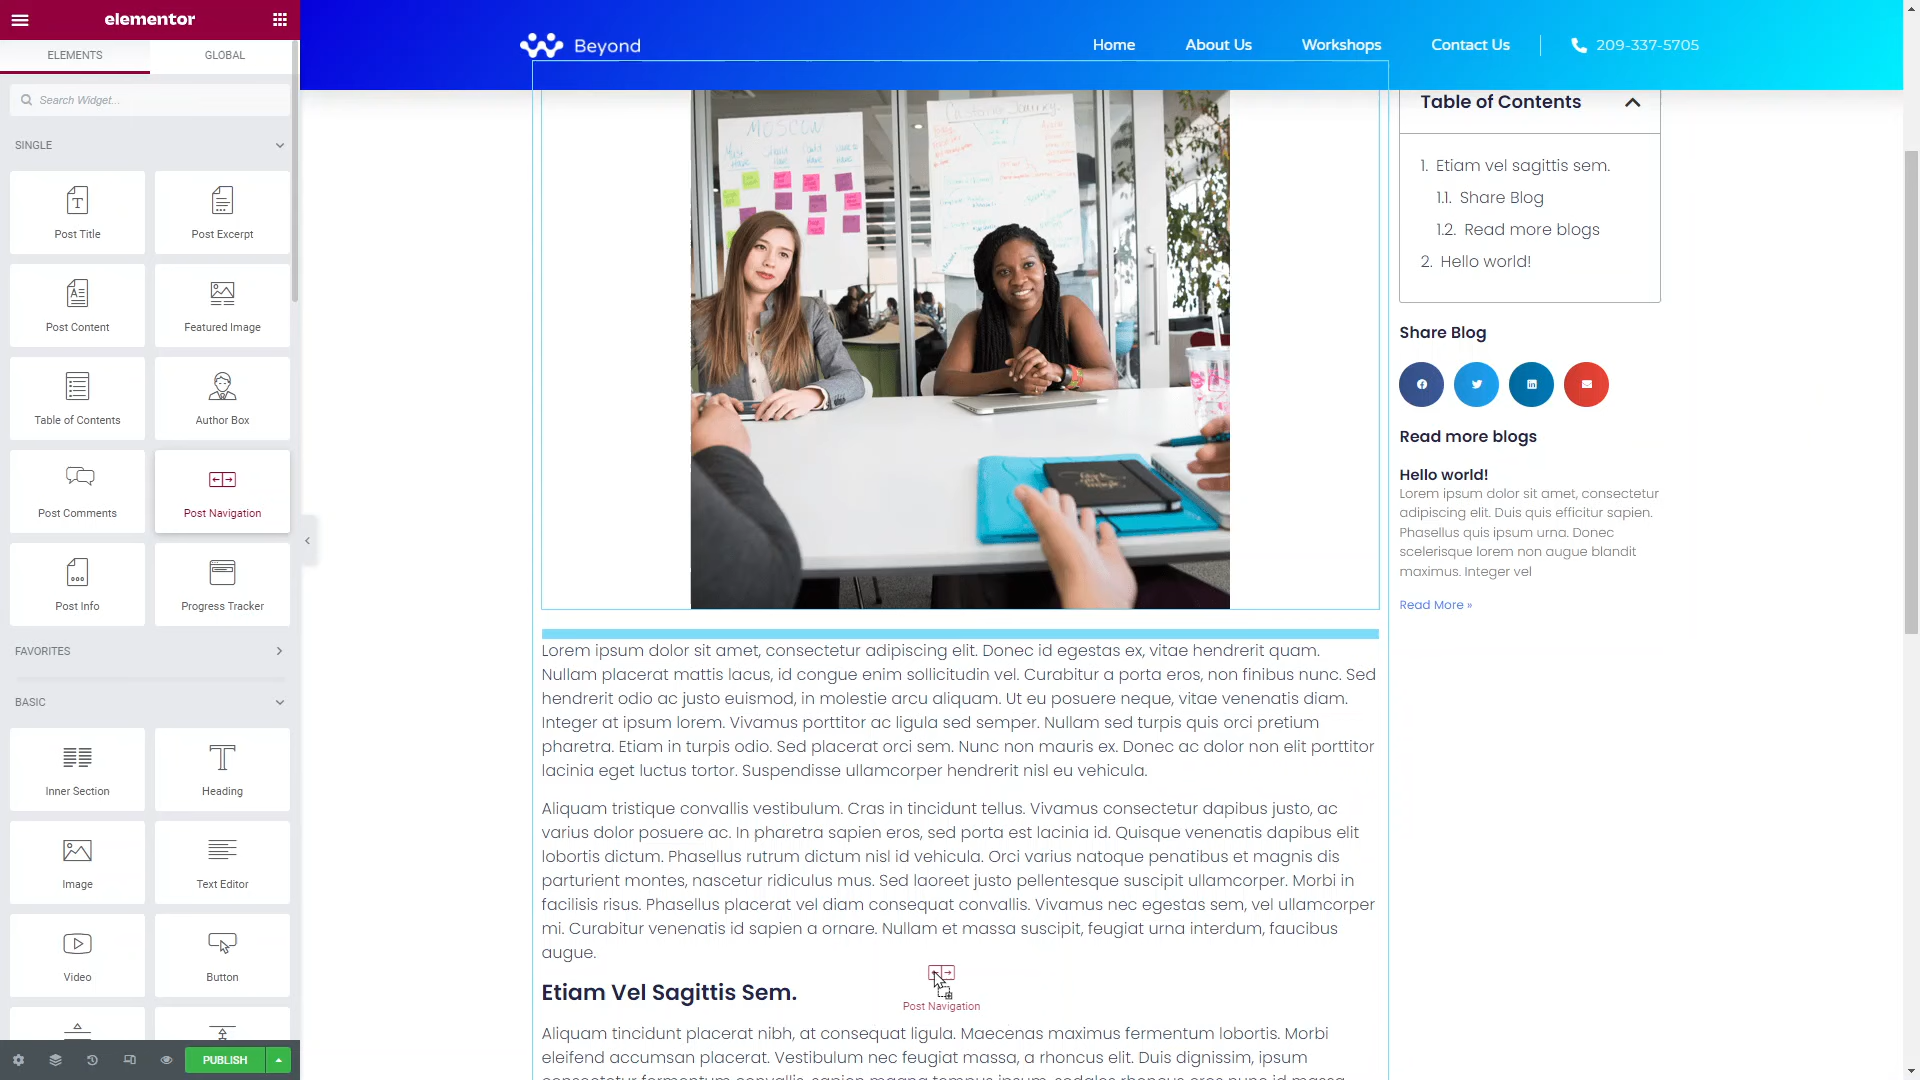 elementor
ELEMENTS
GLOBAL
Search Widget...
SINGLE
Post Title
Post Excerpt
Post Content
Featured Image
Table of Contents
Author Box
Post Comments
Post Navigation
Post Info
Progress Tracker
FAVORITES
BASIC
Inner Section
Heading
Image
Text Editor
Video
Button
PUBLISH
Beyond
Home
About Us
Workshops
Contact Us
209-337-5705
MOSCOW
Customer Journey
Lorem ipsum dolor sit amet, consectetur adipiscing elit. Donec id egestas ex, vitae hendrerit quam.
Nullam placerat mattis lacus, id congue enim sollicitudin vel. Curabitur a porta eros, non finibus nunc. Sed
hendrerit odio ac justo euismod, in molestie arcu aliquam. Ut eu posuere neque, vitae venenatis diam.
Integer at ipsum lorem. Vivamus porttitor ac ligula sed semper. Nullam sed turpis quis orci pretium
pharetra. Etiam in turpis odio. Sed placerat orci sem. Nunc non mauris ex. Donec ac dolor non elit porttitor
lacinia eget luctus tortor. Suspendisse ullamcorper hendrerit nisl eu vehicula.
Aliquam tristique convallis vestibulum. Cras in tincidunt tellus. Vivamus consectetur dapibus justo, ac
varius dolor posuere ac. In pharetra sapien eros, sed porta est lacinia id. Quisque venenatis dapibus elit
lobortis dictum. Phasellus rutrum dictum nisl id vehicula. Orci varius natoque penatibus et magnis dis
parturient montes, nascetur ridiculus mus. Sed laoreet justo pellentesque suscipit ullamcorper. Morbi in
facilisis risus. Phasellus placerat vel diam consequat convallis. Vivamus nec egestas sem, vel ullamcorper
mi. Curabitur venenatis id sapien a ornare. Nullam et massa suscipit, feugiat urna interdum, faucibus
augue.
Etiam Vel Sagittis Sem.
Post Navigation
Aliquam tincidunt placerat nibh, at consequat ligula. Maecenas maximus fermentum lobortis. Morbi
eleifend accumsan placerat. Vestibulum nec feugiat massa, a rhoncus elit. Duis dignissim, ipsum
Table of Contents
1. Etiam vel sagittis sem.
1.1. Share Blog
1.2. Read more blogs
2. Hello world!
Share Blog
Read more blogs
Hello world!
Lorem ipsum dolor sit amet, consectetur
adipiscing elit. Duis quis efficitur sapien.
Phasellus quis ipsum urna. Donec
scelerisque lorem non augue blandit
maximus. Integer vel
Read More »